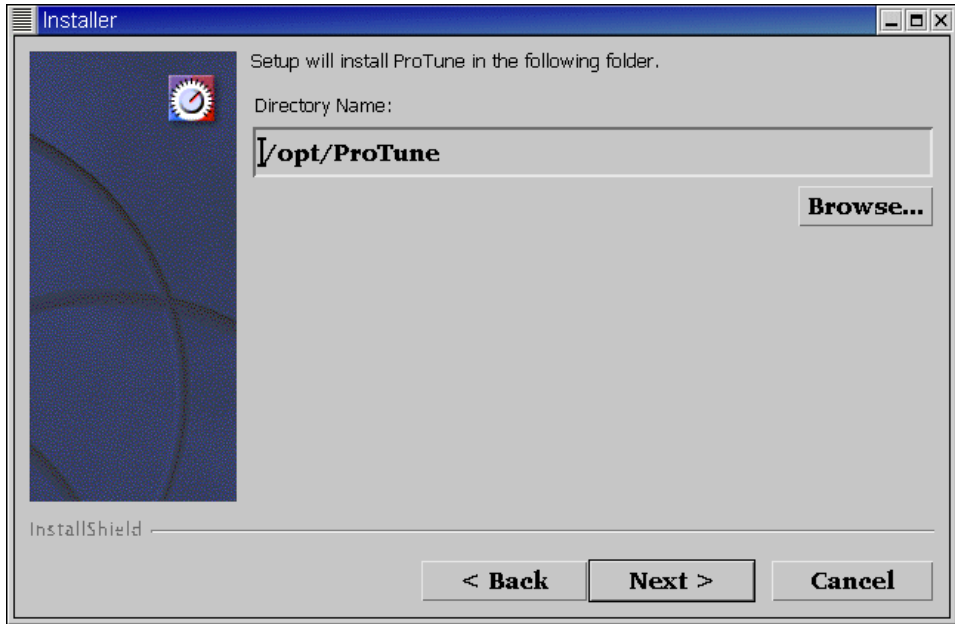 Installer
Setup will install ProTune in the following folder.
Directory Name:
/opt/ProTune
Browse...
InstallShield
< Back Next > Cancel